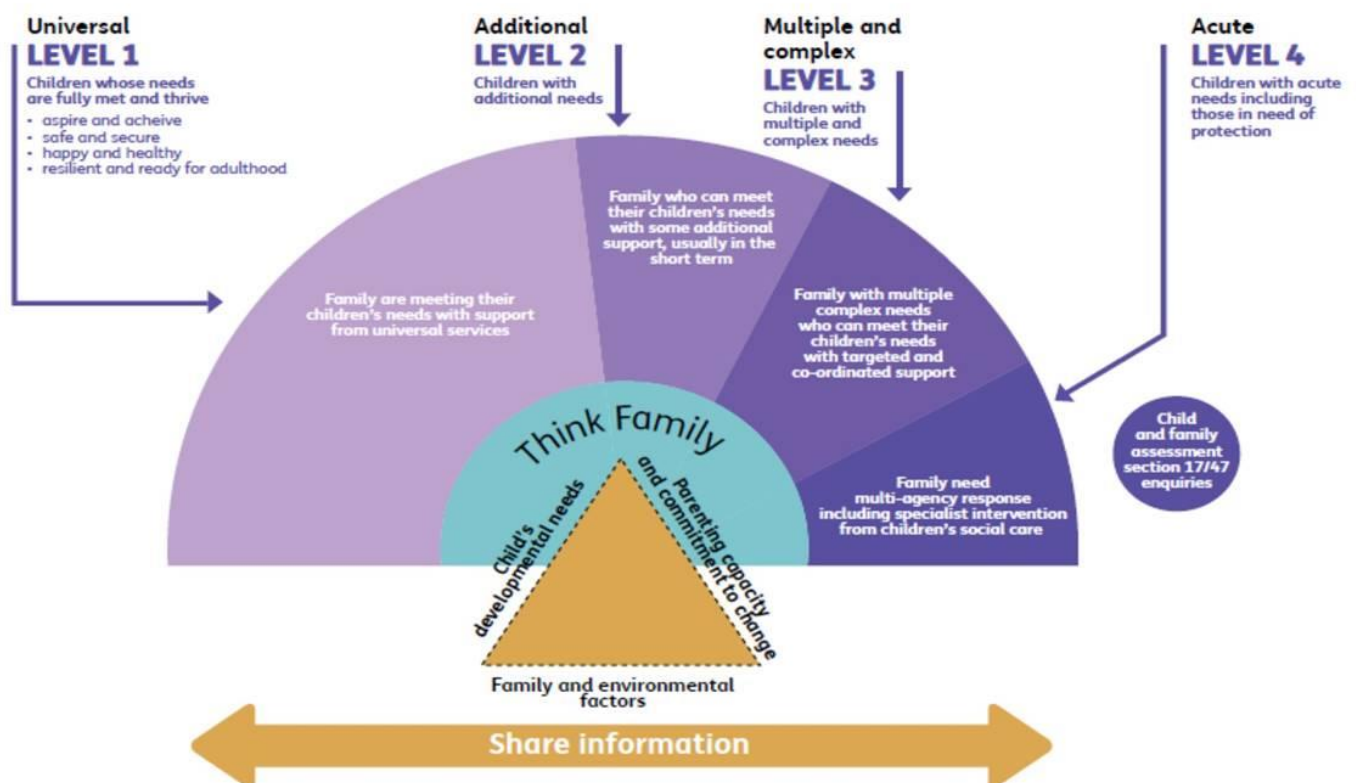 Universal
LEVEL 1
Children whose needs
are fully met and thrive
• aspire and acheive
• safe and secure
• happy and healthy
• resilient and ready for adulthood
Additional
LEVEL 2
Children with
additional needs
Multiple and
complex
LEVEL 3
Children with
multiple and
complex needs
Acute
LEVEL 4
Children with acute
needs including
those in need of
protection
Family are meeting their
children's needs with support
from universal services
Family who can meet
their children's needs
with some additional
support, usually in the
short term
Family with multiple
complex needs
who can meet their
children's needs
with targeted and
co-ordinated support
Family need
multi-agency response
including specialist intervention
from children's social care
Child
and family
assessment
section 17/47
enquiries
Think Family
Child's
developmental needs
Parenting capacity
and commitment to change
Family and environmental
factors
Share information